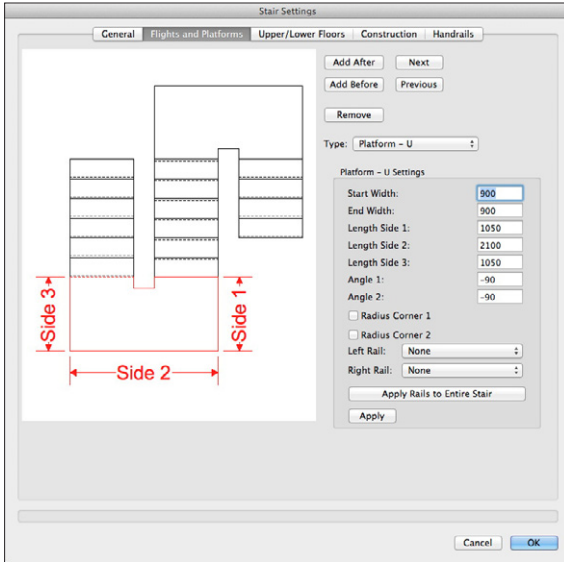 Stair Settings
General Flights and Platforms Upper/Lower Floors Construction Handrails
Add After Next
Add Before Previous
Remove
Type: Platform - U
Platform - U Settings
Start Width: 900
End Width: 900
Length Side 1: 1050
Length Side 2: 2100
Length Side 3: 1050
Angle 1: -90
Angle 2: -90
Radius Corner 1
Radius Corner 2
Left Rail: None
Right Rail: None
Apply Rails to Entire Stair
Apply
Side 3
Side 1
Side 2
Cancel OK